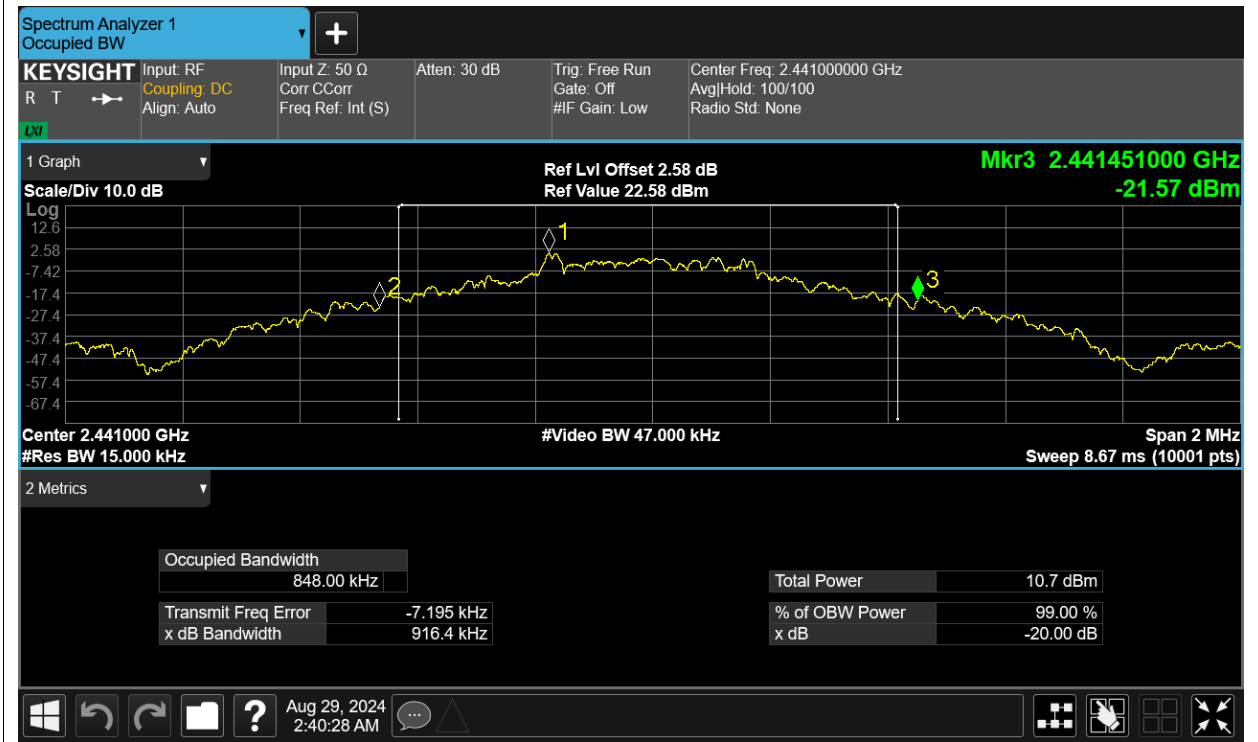 Spectrum Analyzer 1
Occupied BW
KEYSIGHT
R T
LXI
Input: RF
Coupling: DC
Align: Auto
Input Z: 50 Ω
Corr CCorr
Freq Ref: Int (S)
Atten: 30 dB
Trig: Free Run
Gate: Off
#IF Gain: Low
Center Freq: 2.441000000 GHz
Avg|Hold: 100/100
Radio Std: None
1 Graph
Scale/Div 10.0 dB
Ref Lvl Offset 2.58 dB
Ref Value 22.58 dBm
Mkr3 2.441451000 GHz
-21.57 dBm
Log
12.6
2.58
-7.42
-17.4
-27.4
-37.4
-47.4
-57.4
-67.4
1
2
3
Center 2.441000 GHz
#Video BW 47.000 kHz
Span 2 MHz
#Res BW 15.000 kHz
Sweep 8.67 ms (10001 pts)
2 Metrics
Occupied Bandwidth
848.00 kHz
Transmit Freq Error -7.195 kHz
x dB Bandwidth 916.4 kHz
Total Power 10.7 dBm
% of OBW Power 99.00 %
x dB -20.00 dB
?
Aug 29, 2024
2:40:28 AM